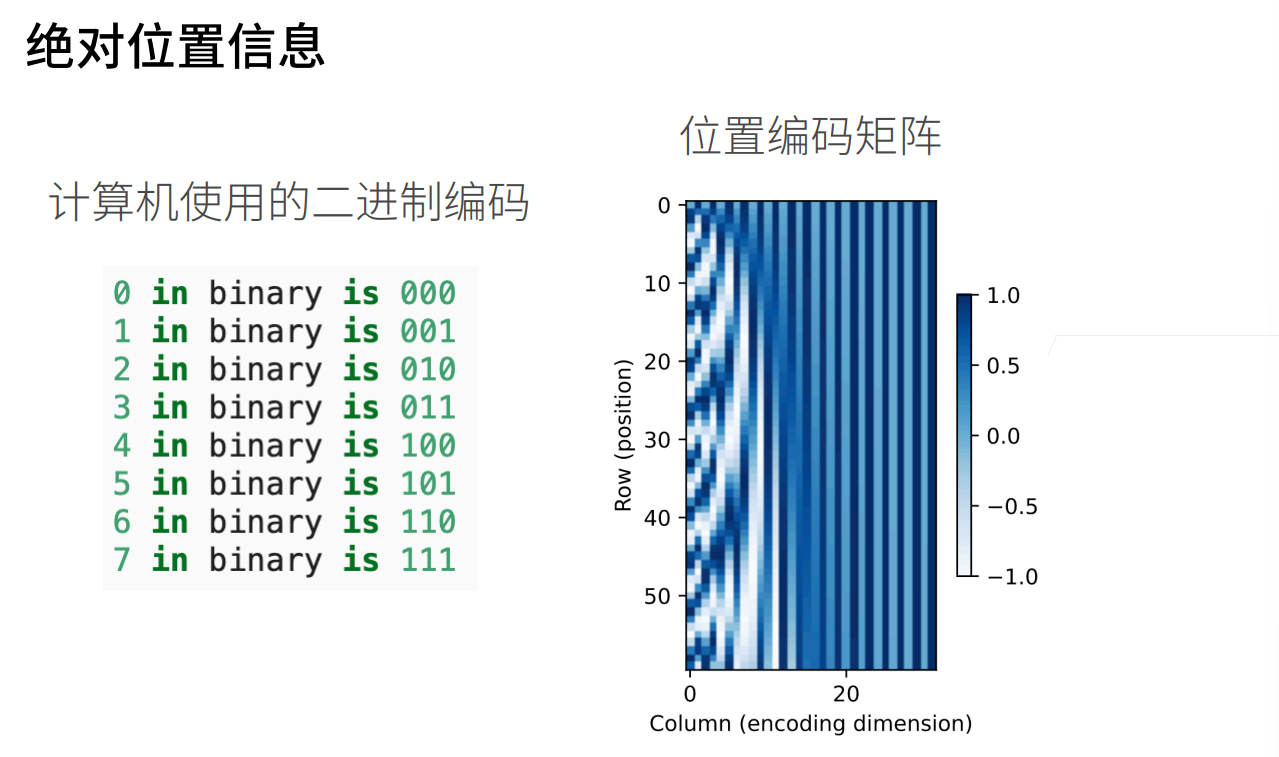 绝对位置信息
计算机使用的二进制编码
0 in binary is 000
1 in binary is 001
2 in binary is 010
3 in binary is 011
4 in binary is 100
5 in binary is 101
6 in binary is 110
7 in binary is 111
位置编码矩阵
0
10
20
30
40
50
Row (position)
0 20
Column (encoding dimension)
1.0
0.5
0.0
−0.5
−1.0